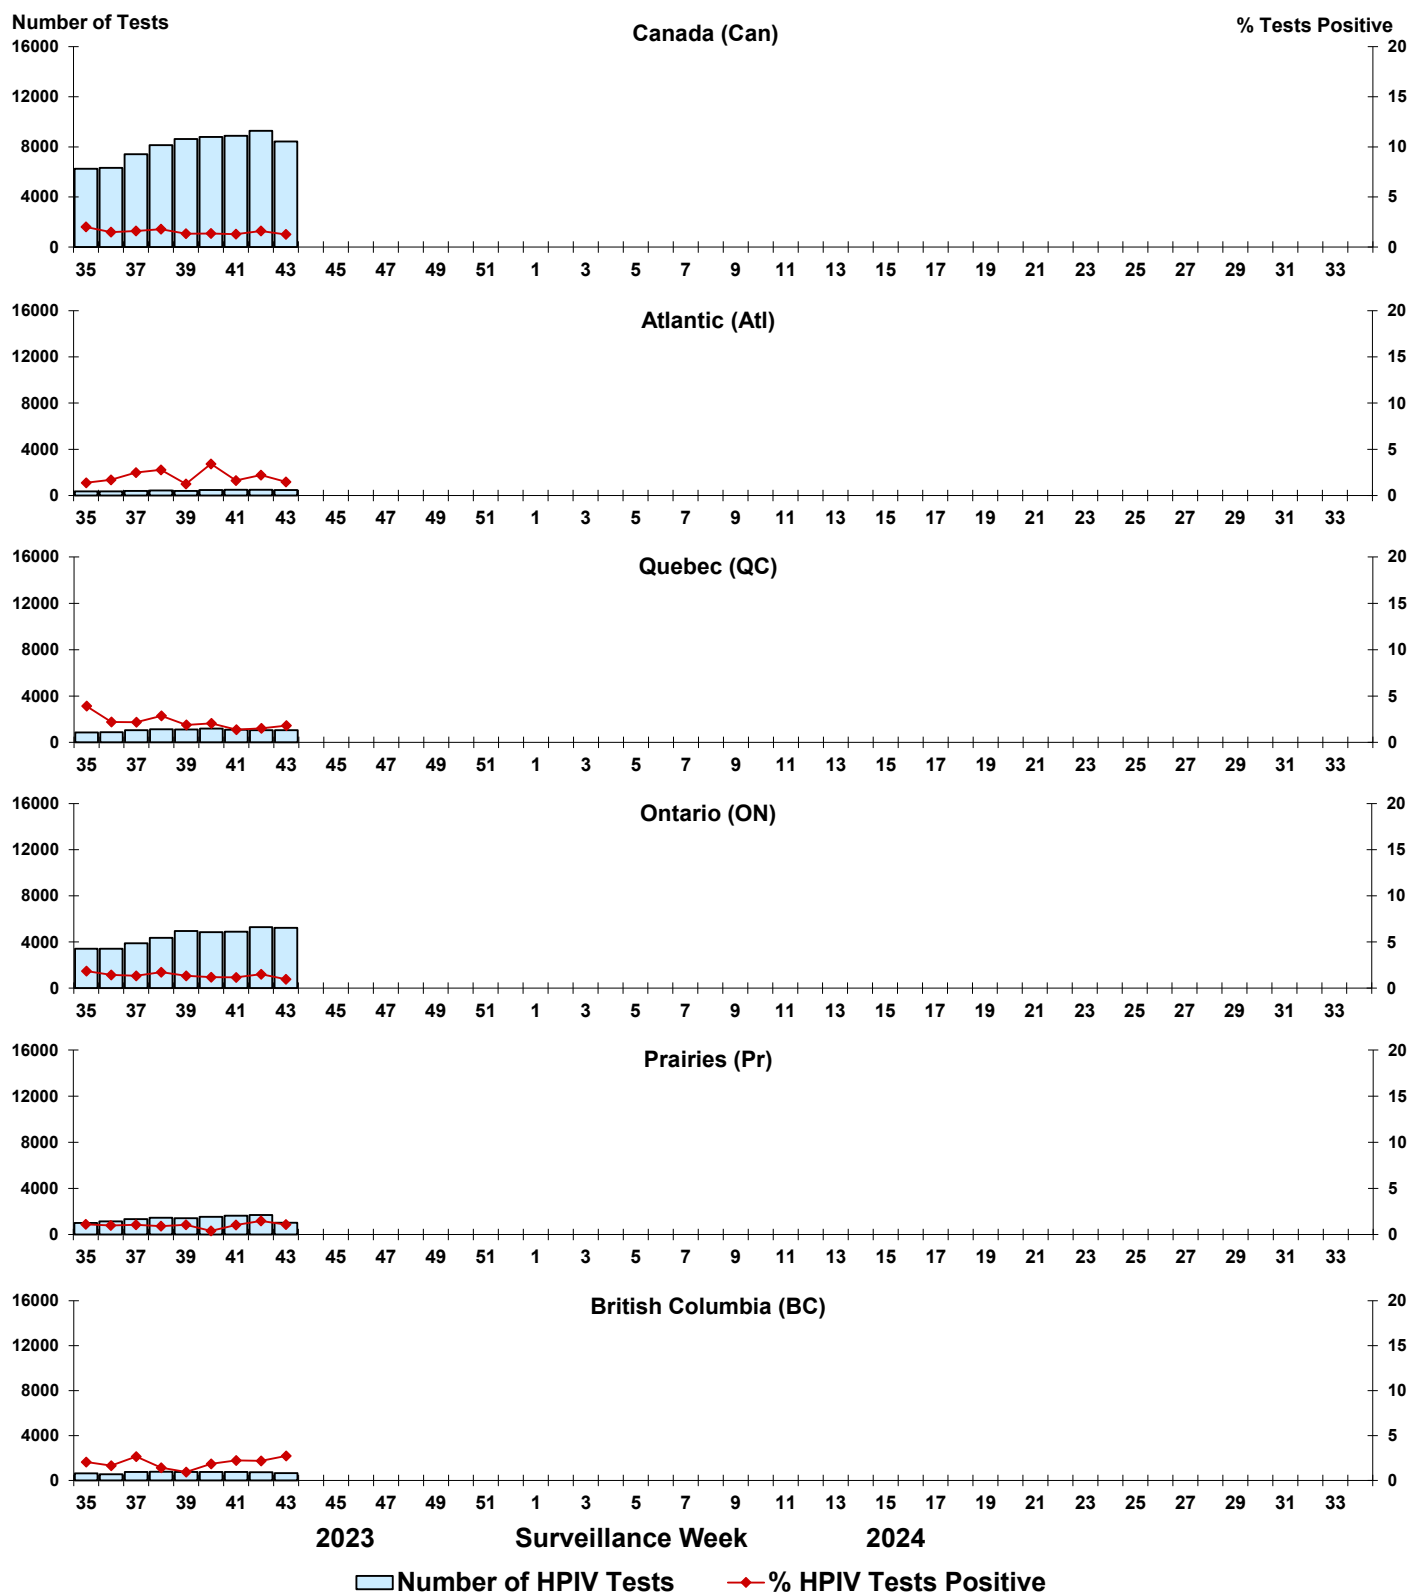 Number of Tests
Canada (Can)
% Tests Positive
16000 20
12000 15
8000 10
4000 5
0 0
35 37 39 41 43 45 47 49 51 1 3 5 7 9 11 13 15 17 19 21 23 25 27 29 31 33
Atlantic (Atl)
16000 20
12000 15
8000 10
4000 5
0 0
35 37 39 41 43 45 47 49 51 1 3 5 7 9 11 13 15 17 19 21 23 25 27 29 31 33
Quebec (QC)
16000 20
12000 15
8000 10
4000 5
0 0
35 37 39 41 43 45 47 49 51 1 3 5 7 9 11 13 15 17 19 21 23 25 27 29 31 33
Ontario (ON)
16000 20
12000 15
8000 10
4000 5
0 0
35 37 39 41 43 45 47 49 51 1 3 5 7 9 11 13 15 17 19 21 23 25 27 29 31 33
Prairies (Pr)
16000 20
12000 15
8000 10
4000 5
0 0
35 37 39 41 43 45 47 49 51 1 3 5 7 9 11 13 15 17 19 21 23 25 27 29 31 33
British Columbia (BC)
16000 20
12000 15
8000 10
4000 5
0 0
35 37 39 41 43 45 47 49 51 1 3 5 7 9 11 13 15 17 19 21 23 25 27 29 31 33
2023 Surveillance Week 2024
Number of HPIV Tests % HPIV Tests Positive